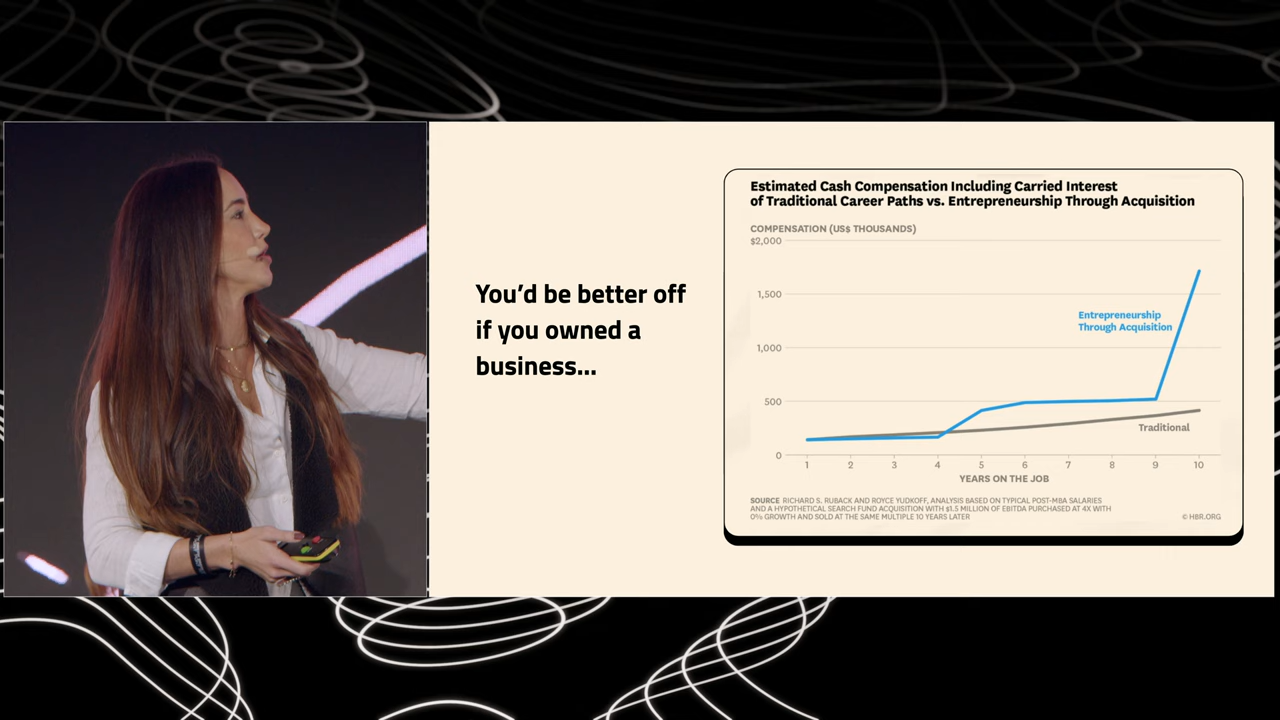 You’d be better off
if you owned a
business...
Estimated Cash Compensation Including Carried Interest
of Traditional Career Paths vs. Entrepreneurship Through Acquisition
COMPENSATION (US$ THOUSANDS)
$2,000
1,500
1,000
500
0
Entrepreneurship
Through Acquisition
Traditional
1 2 3 4 5 6 7 8 9 10
YEARS ON THE JOB
SOURCE RICHARD S. RUBACK AND ROYCE YUDKOFF, ANALYSIS BASED ON TYPICAL POST-MBA SALARIES
AND A HYPOTHETICAL SEARCH FUND ACQUISITION WITH $1.5 MILLION OF EBITDA PURCHASED AT 4X WITH
0% GROWTH AND SOLD AT THE SAME MULTIPLE 10 YEARS LATER
© HBR.ORG